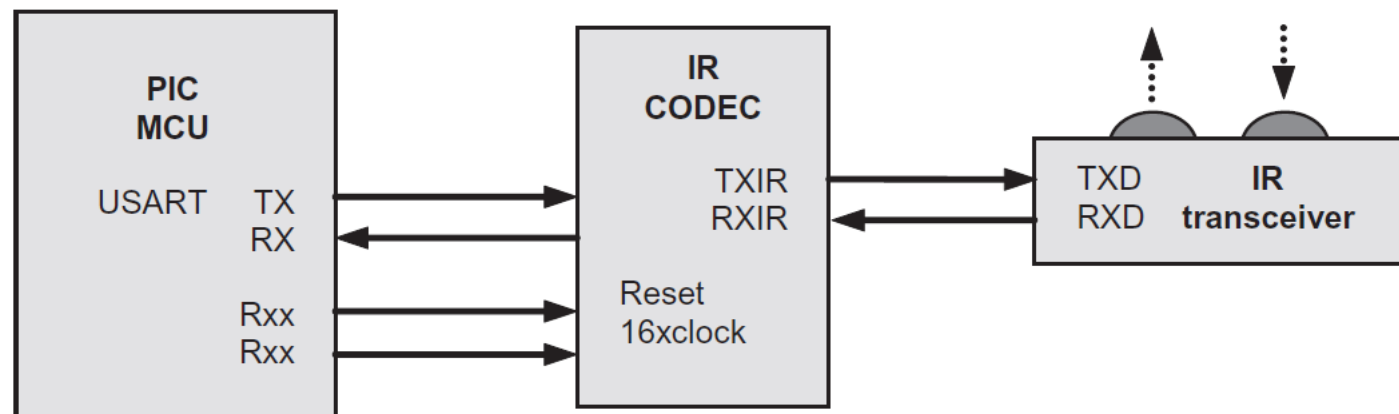 PIC
MCU
USART TX
RX
Rxx
Rxx
IR
CODEC
TXIR
RXIR
Reset
16xclock
TXD IR
RXD transceiver